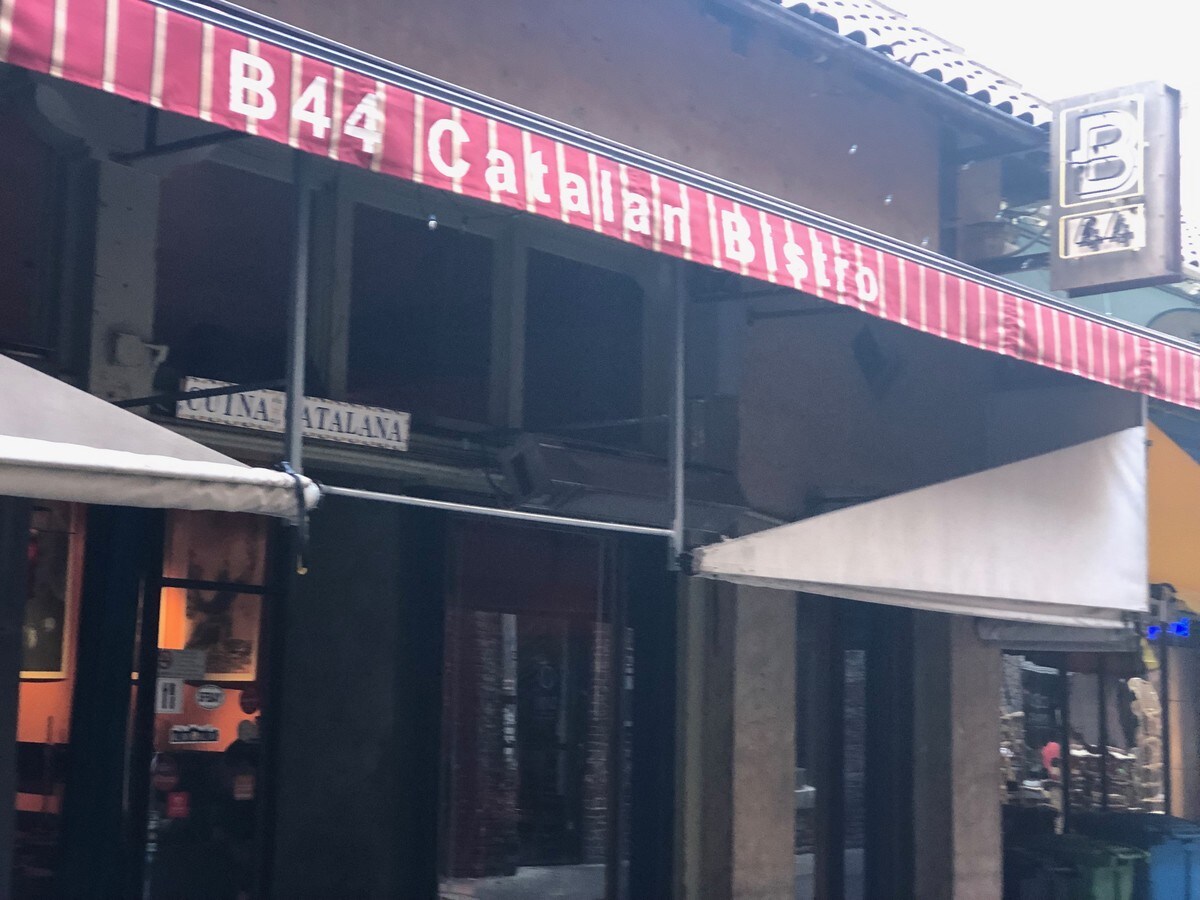 B44 Catalan Bistro
B
44
CUINA CATALANA